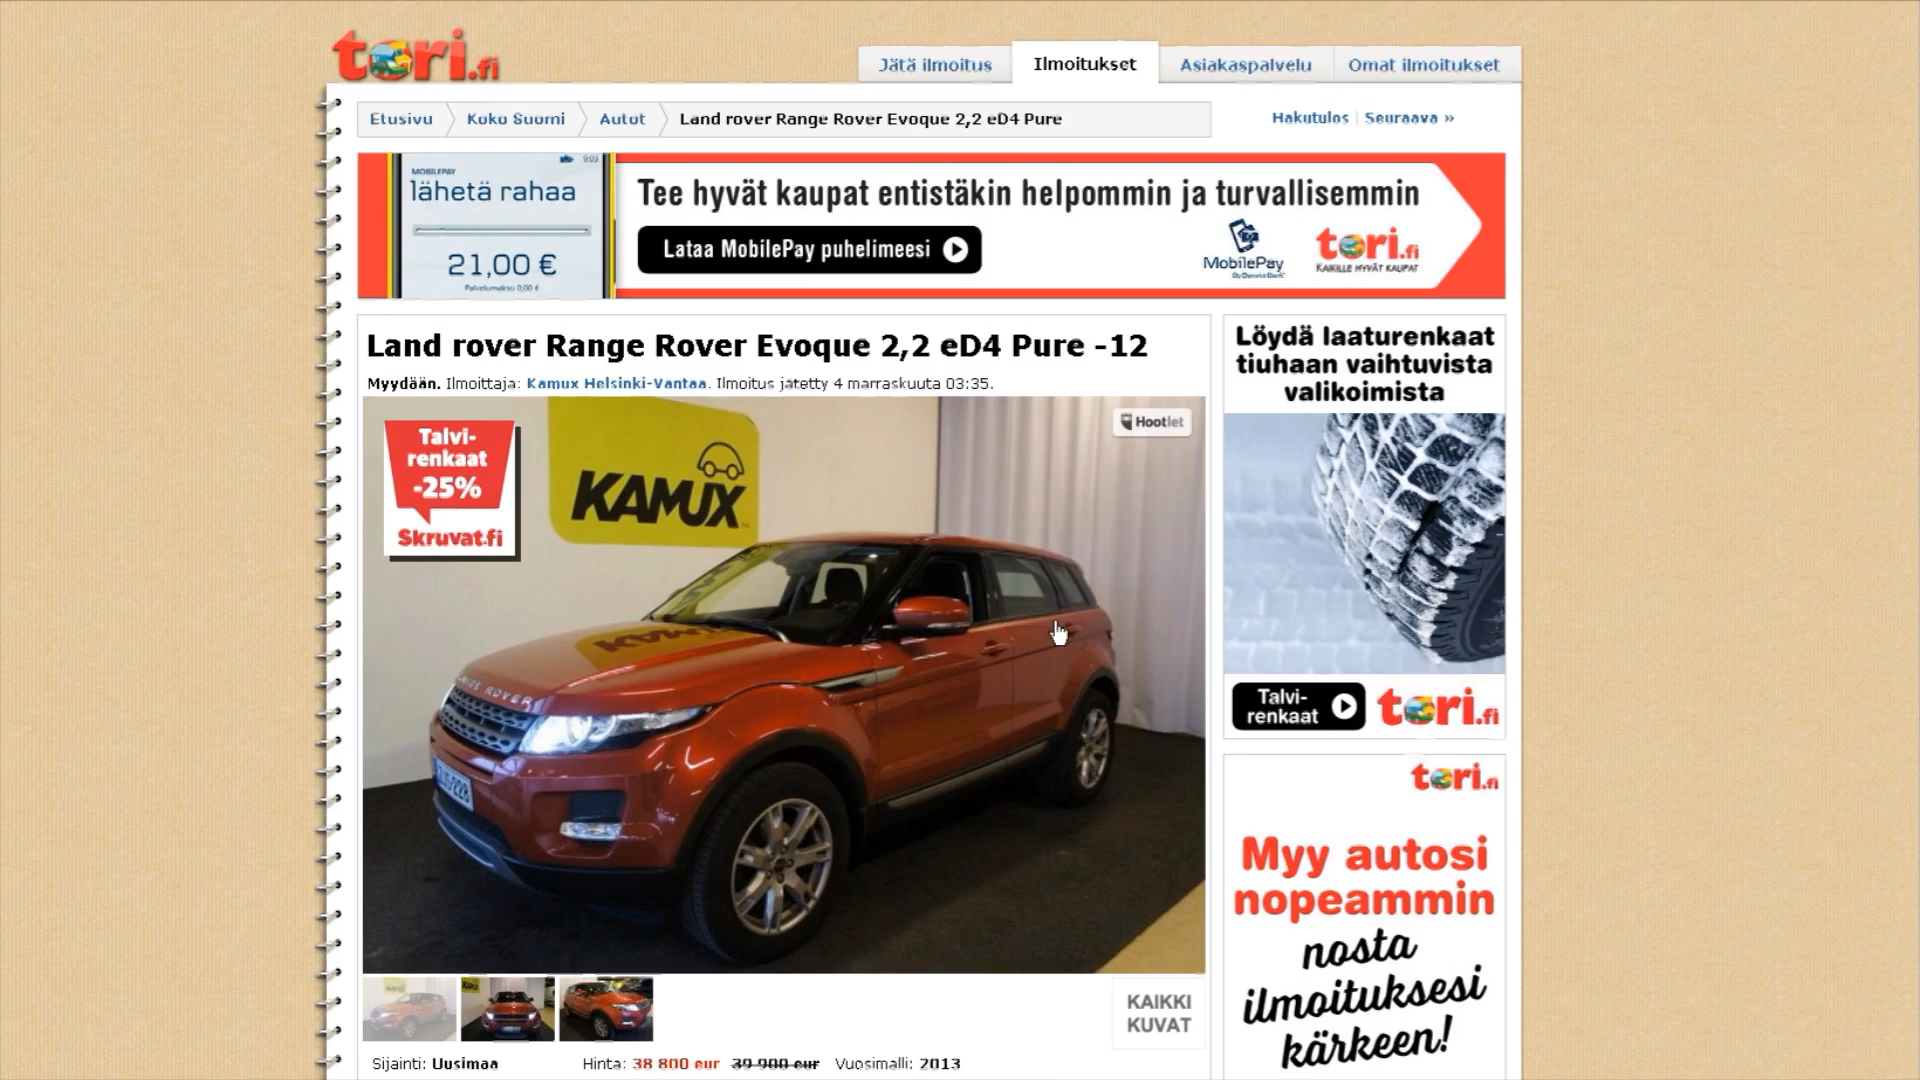 tori.fi
Jätä ilmoitus
Ilmoitukset
Asiakaspalvelu
Omat ilmoitukset
Etusivu
Koko Suomi
Autot
Land rover Range Rover Evoque 2,2 eD4 Pure
Hakutulos | Seuraava »
MOBILEPAY
9:03
lähetä rahaa
21,00 €
Palvelumaksu 0,00 €
Tee hyvät kaupat entistäkin helpommin ja turvallisemmin
Lataa MobilePay puhelimeesi
MobilePay
By Danske Bank
tori.fi
KAIKILLE HYVÄT KAUPAT
Land rover Range Rover Evoque 2,2 eD4 Pure -12
Myydään. Ilmoittaja: Kamux Helsinki-Vantaa. Ilmoitus jätetty 4 marraskuuta 03:35.
Talvi-
renkaat
-25%
Skruvat.fi
KAMUX
Hootlet
KAMUX
RANGE ROVER
KAIKKI
KUVAT
Sijainti: Uusimaa
Hinta: 38 800 eur 39 900 eur
Vuosimalli: 2013
Löydä laaturenkaat
tiuhaan vaihtuvista
valikoimista
Talvi-
renkaat
tori.fi
tori.fi
Myy autosi
nopeammin
nosta
ilmoituksesi
kärkeen!